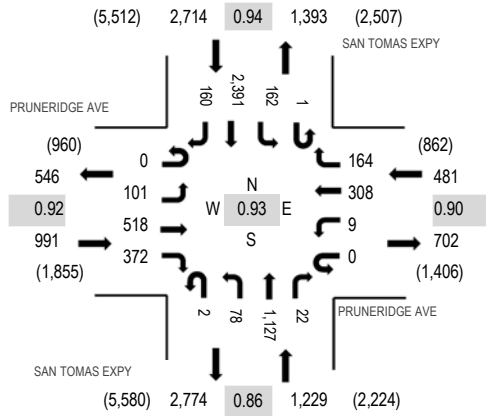 (5,512) 2,714 0.94 1,393 (2,507)
SAN TOMAS EXPY
160 2,391 162 1
PRUNERIDGE AVE
(960) (862)
0 164
546 481
101 N 308
0.92 W 0.93 E 0.90
518 S 9
991 702
372 0
(1,855) (1,406)
2 78 1,127 22
PRUNERIDGE AVE
SAN TOMAS EXPY
(5,580) 2,774 0.86 1,229 (2,224)